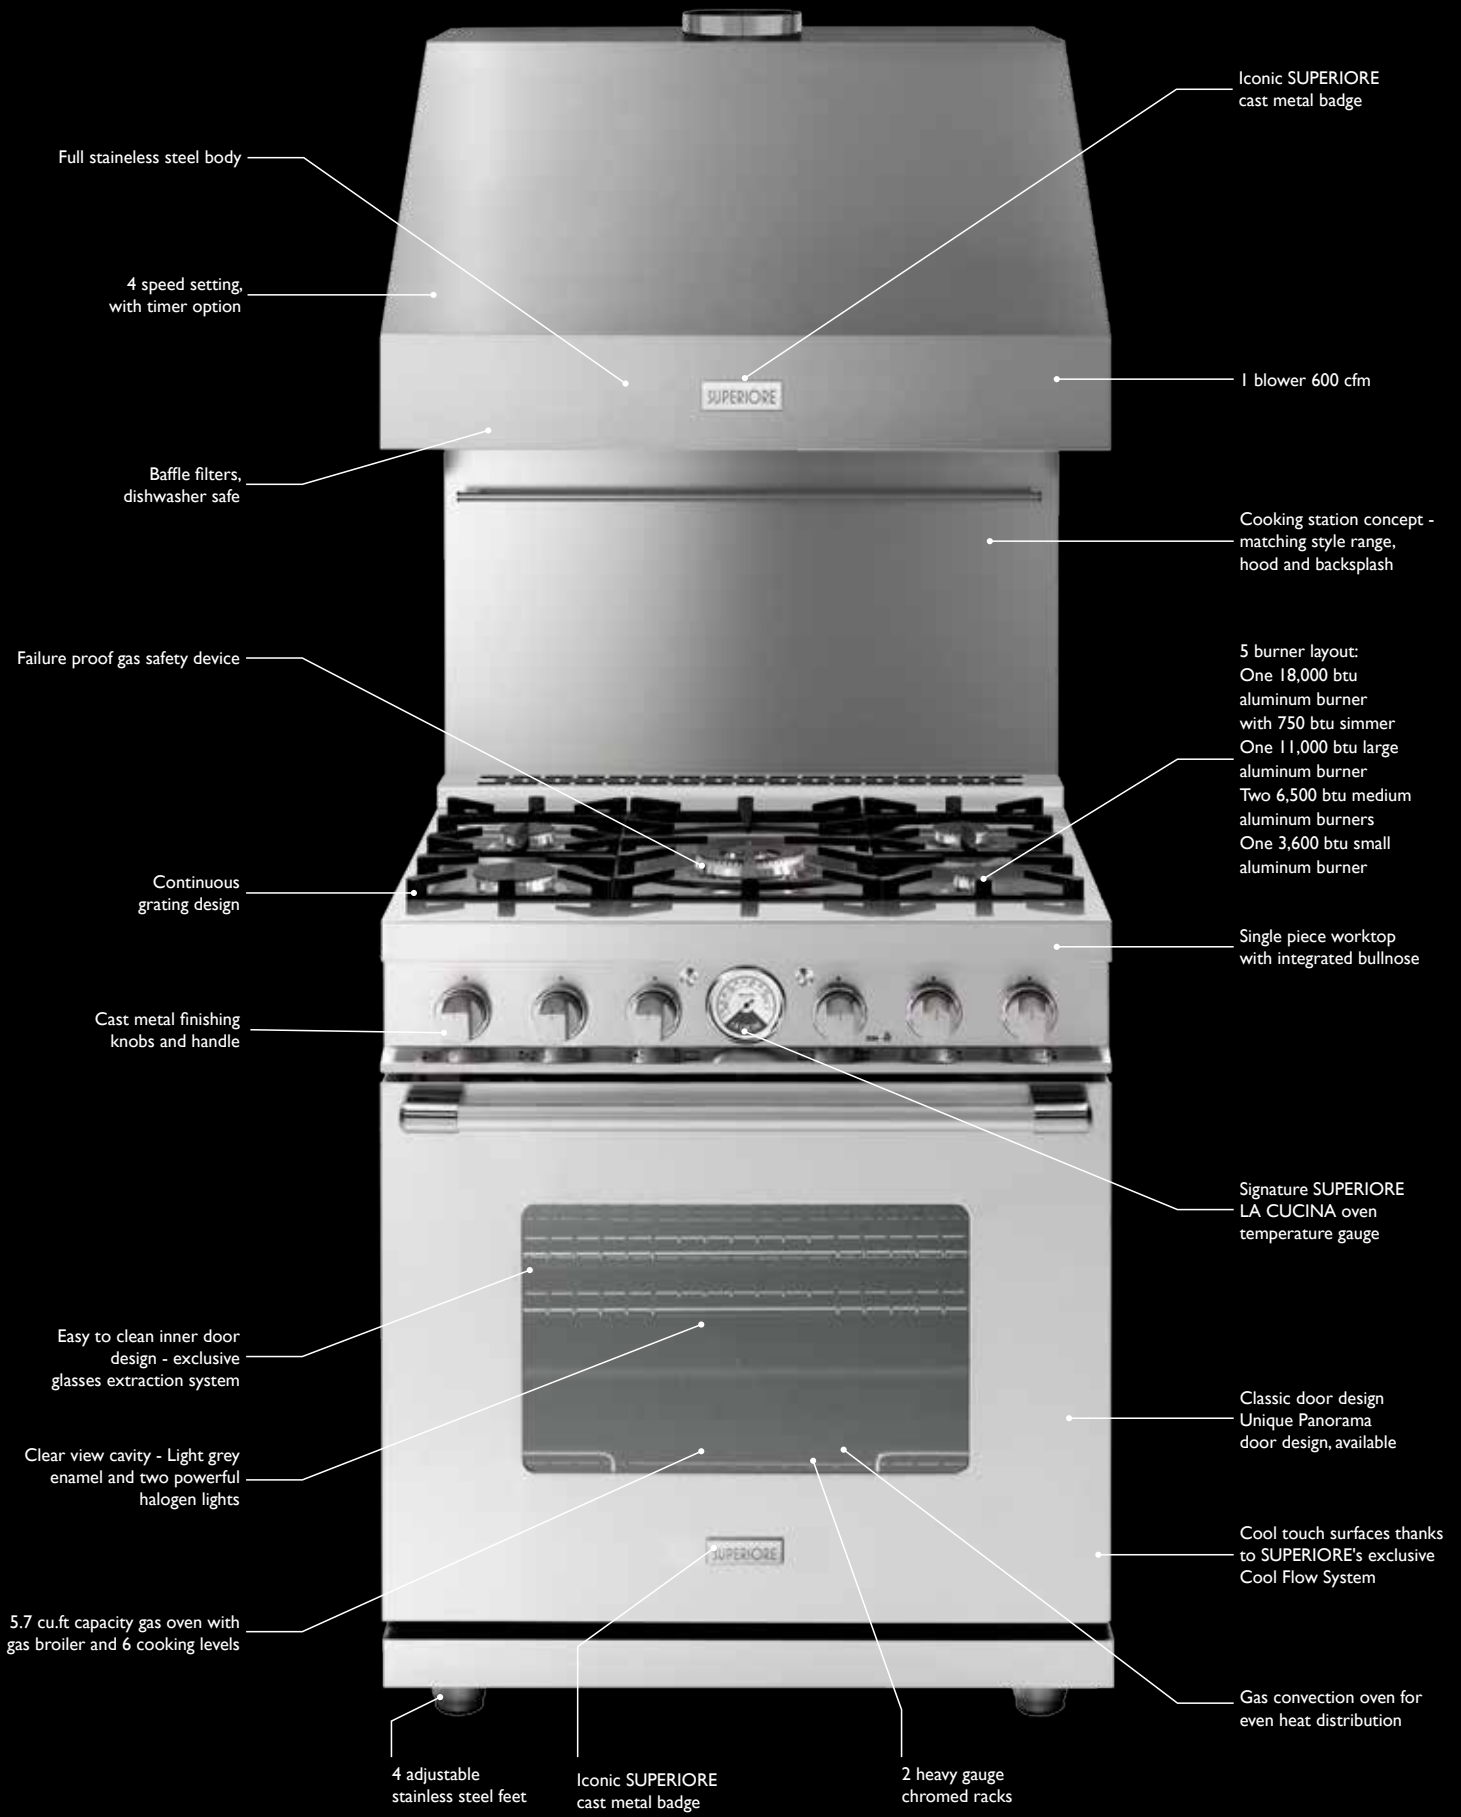 Iconic SUPERIORE
cast metal badge
Full staineless steel body
4 speed setting,
with timer option
1 blower 600 cfm
SUPERIORE
Baffle filters,
dishwasher safe
Cooking station concept -
matching style range,
hood and backsplash
Failure proof gas safety device
5 burner layout:
One 18,000 btu
aluminum burner
with 750 btu simmer
One 11,000 btu large
aluminum burner
Two 6,500 btu medium
aluminum burners
One 3,600 btu small
aluminum burner
Continuous
grating design
Single piece worktop
with integrated bullnose
Cast metal finishing
knobs and handle
Signature SUPERIORE
LA CUCINA oven
temperature gauge
Easy to clean inner door
design - exclusive
glasses extraction system
Classic door design
Unique Panorama
door design, available
Clear view cavity - Light grey
enamel and two powerful
halogen lights
Cool touch surfaces thanks
to SUPERIORE's exclusive
Cool Flow System
SUPERIORE
5.7 cu.ft capacity gas oven with
gas broiler and 6 cooking levels
Gas convection oven for
even heat distribution
4 adjustable
stainless steel feet
Iconic SUPERIORE
cast metal badge
2 heavy gauge
chromed racks